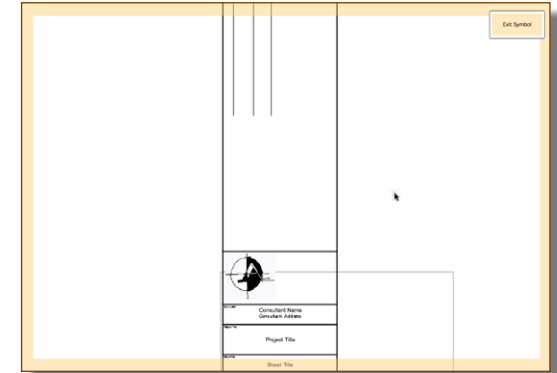 Exit Symbol
Consultant Name
Consultant Address
Project Title
Sheet Title